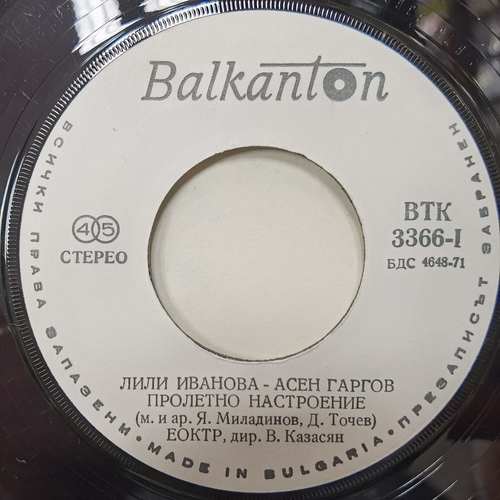 Balkanton
45
СТЕРЕО
ВТК
3366-I
БДС 4648-71
ЛИЛИ ИВАНОВА - АСЕН ГАРГОВ
ПРОЛЕТНО НАСТРОЕНИЕ
(м. и ар. Я. Миладинов, Д. Точев)
ЕОКТР, дир. В. Казасян
ВСИЧКИ ПРАВА ЗАПАЗЕНИ • MADE IN BULGARIA • ПРЕЗАПИСЪТ ЗАБРАНЕН